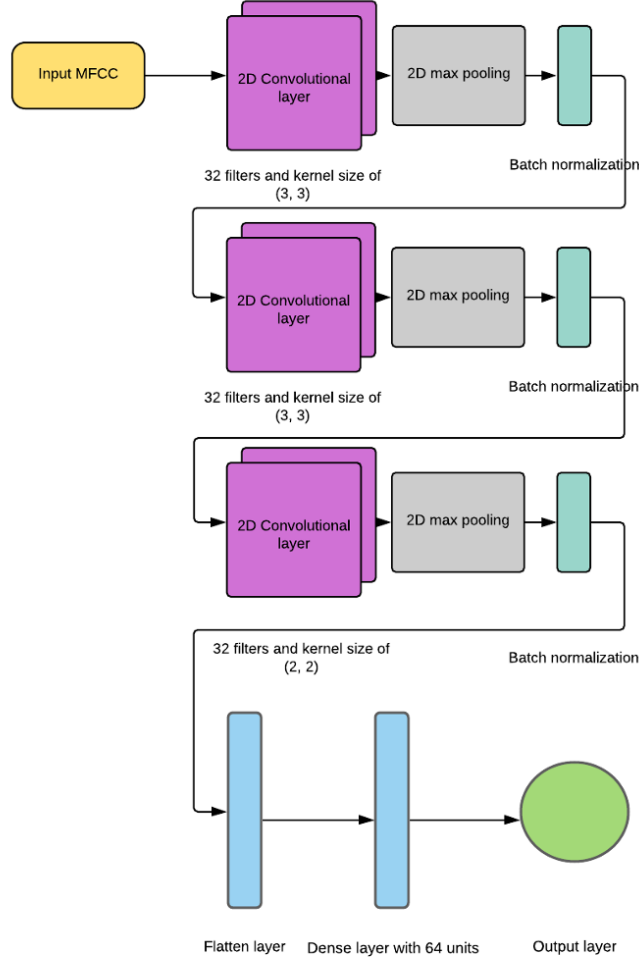 Input MFCC
2D Convolutional
layer
2D max pooling
Batch normalization
32 filters and kernel size of
(3, 3)
2D Convolutional
layer
2D max pooling
Batch normalization
32 filters and kernel size of
(3, 3)
2D Convolutional
layer
2D max pooling
32 filters and kernel size of
(2, 2)
Batch normalization
Flatten layer
Dense layer with 64 units
Output layer